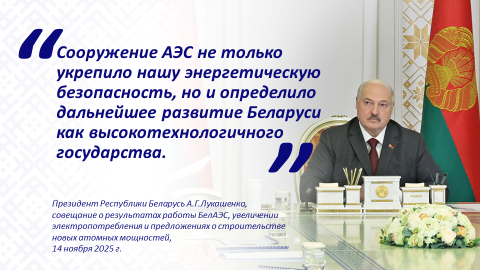 “
Сооружение АЭС не только
укрепило нашу энергетическую
безопасность, но и определило
дальнейшее развитие Беларуси
как высокотехнологичного
государства.
”
Президент Республики Беларусь А.Г.Лукашенко,
совещание о результатах работы БелАЭС, увеличении
электропотребления и предложениях о строительстве
новых атомных мощностей,
14 ноября 2025 г.